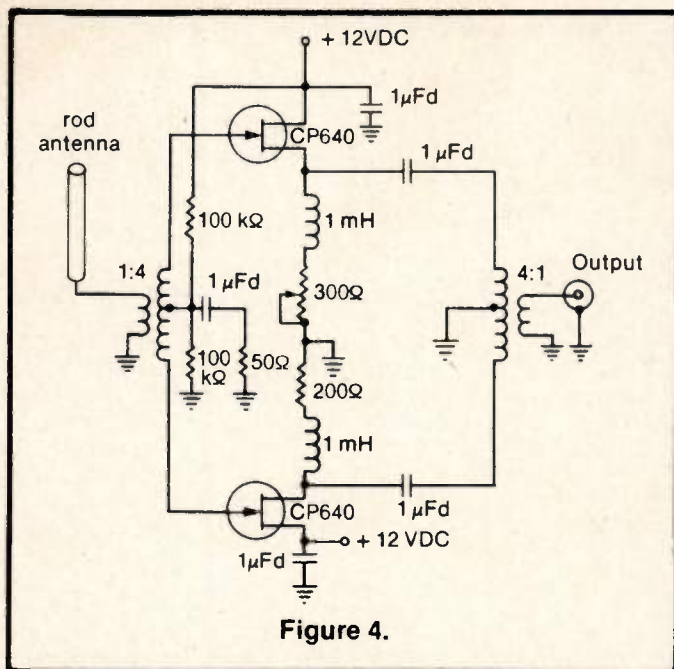 + 12VDC
1μFd
rod
antenna
CP640
1 μFd
100 kΩ
1 mH
1:4
1 μFd
4:1
Output
300Ω
100
kΩ
50Ω
200Ω
1 mH
CP640
1 μFd
+ 12 VDC
1μFd
Figure 4.